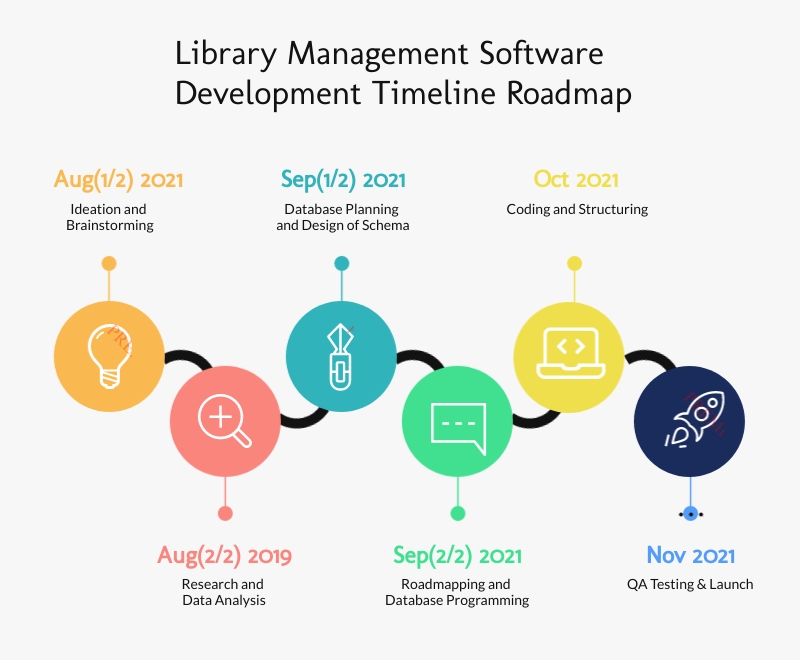 Library Management Software
Development Timeline Roadmap
Aug(1/2) 2021
Ideation and
Brainstorming
Aug(2/2) 2019
Research and
Data Analysis
Sep(1/2) 2021
Database Planning
and Design of Schema
Sep(2/2) 2021
Roadmapping and
Database Programming
Oct 2021
Coding and Structuring
Nov 2021
QA Testing & Launch